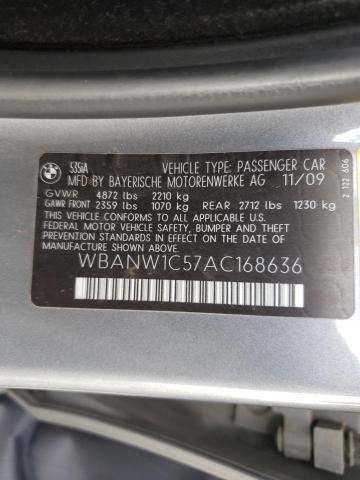 BMW
535iA
VEHICLE TYPE: PASSENGER CAR
MFD BY BAYERISCHE MOTORENWERKE AG 11/09
GVWR 4872 lbs 2210 kg
GAWR FRONT 2359 lbs 1070 kg REAR 2712 lbs 1230 kg
THIS VEHICLE CONFORMS TO ALL APPLICABLE U.S.
FEDERAL MOTOR VEHICLE SAFETY, BUMPER, AND
THEFT PREVENTION STANDARDS IN EFFECT ON THE
DATE OF MANUFACTURE SHOWN ABOVE.
WBANW1C57AC168636
2 122 606